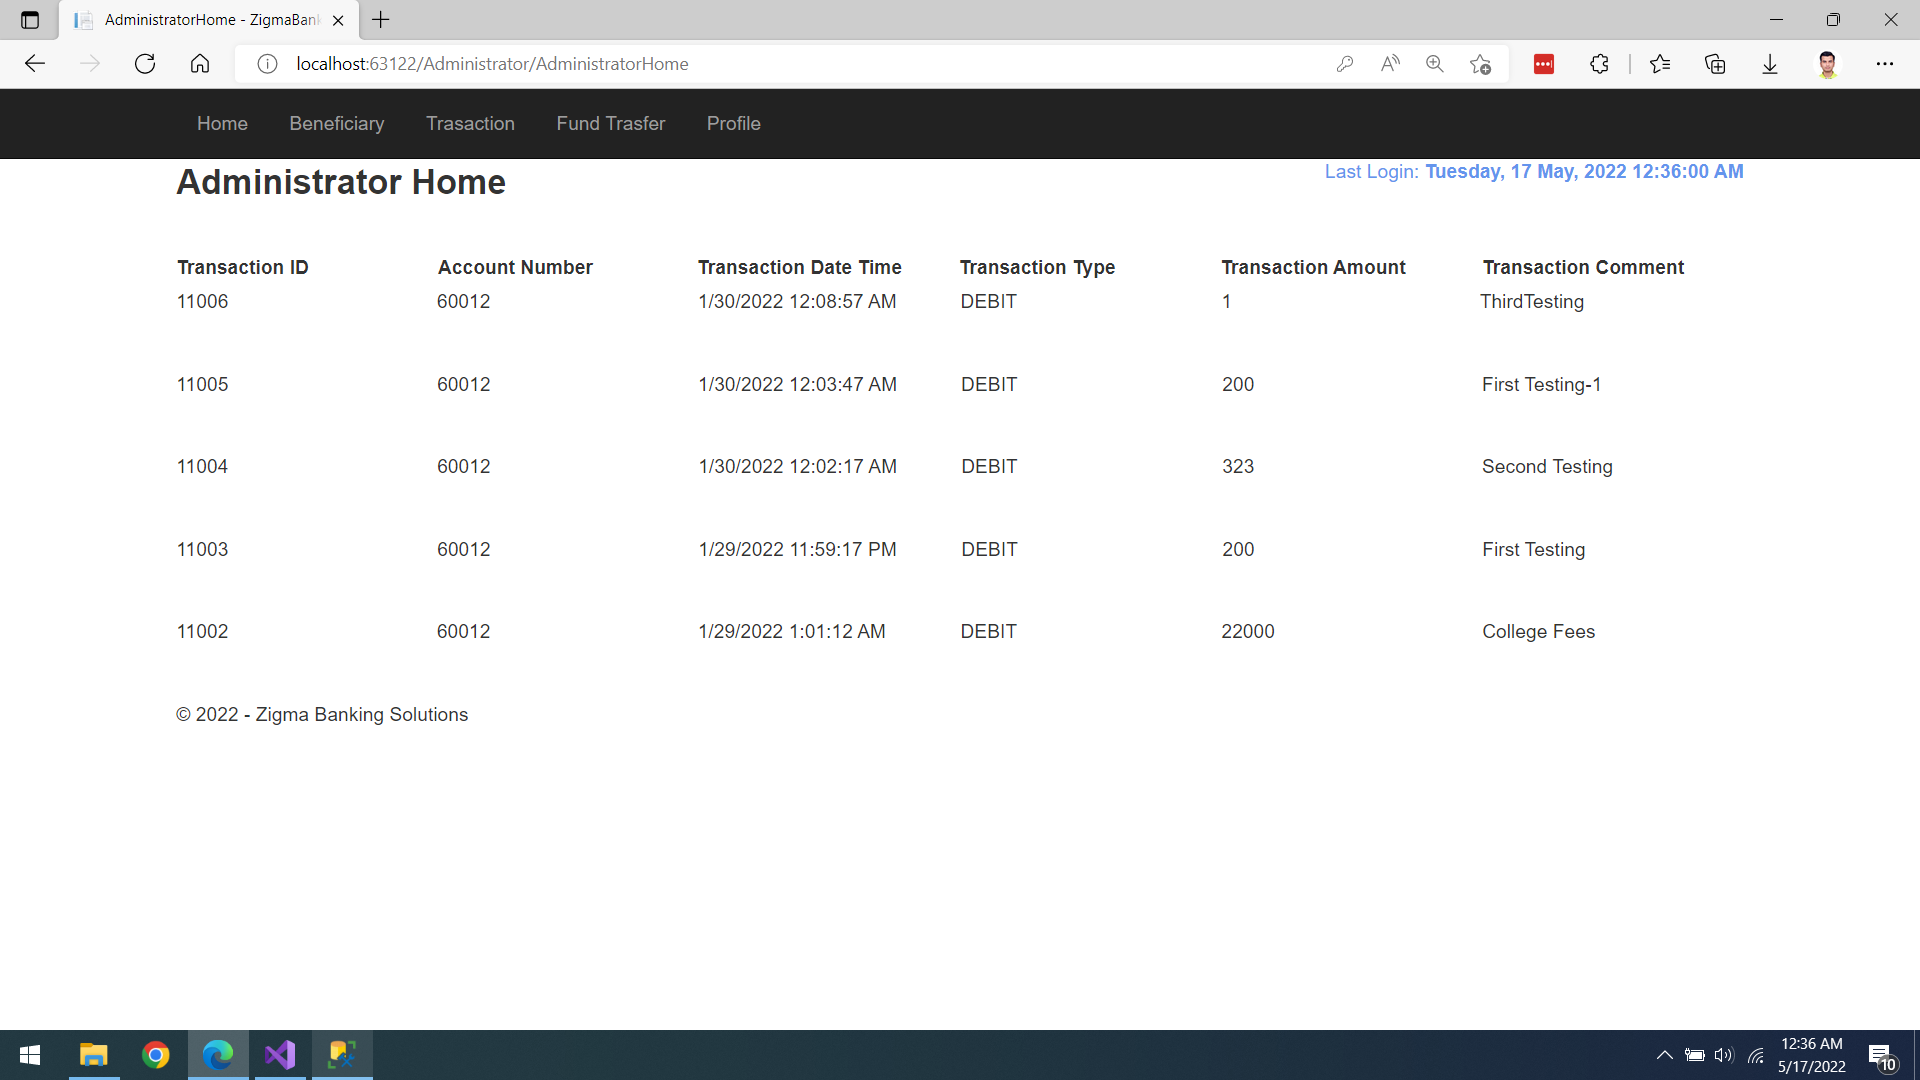 AdministratorHome - ZigmaBank
localhost:63122/Administrator/AdministratorHome
Home Beneficiary Trasaction Fund Trasfer Profile
Administrator Home
Last Login: Tuesday, 17 May, 2022 12:36:00 AM
Transaction ID Account Number Transaction Date Time Transaction Type Transaction Amount Transaction Comment
11006 60012 1/30/2022 12:08:57 AM DEBIT 1 ThirdTesting
11005 60012 1/30/2022 12:03:47 AM DEBIT 200 First Testing-1
11004 60012 1/30/2022 12:02:17 AM DEBIT 323 Second Testing
11003 60012 1/29/2022 11:59:17 PM DEBIT 200 First Testing
11002 60012 1/29/2022 1:01:12 AM DEBIT 22000 College Fees
© 2022 - Zigma Banking Solutions
12:36 AM
5/17/2022
10